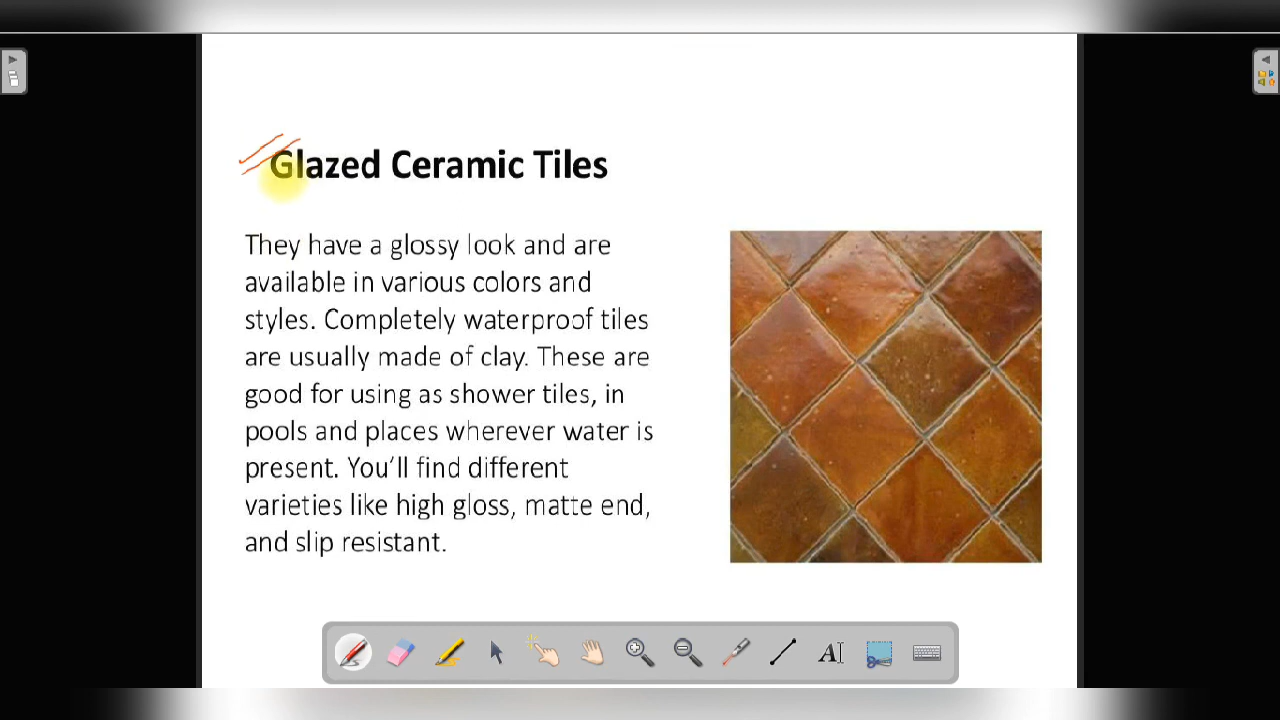 Glazed Ceramic Tiles
They have a glossy look and are
available in various colors and
styles. Completely waterproof tiles
are usually made of clay. These are
good for using as shower tiles, in
pools and places wherever water is
present. You’ll find different
varieties like high gloss, matte end,
and slip resistant.